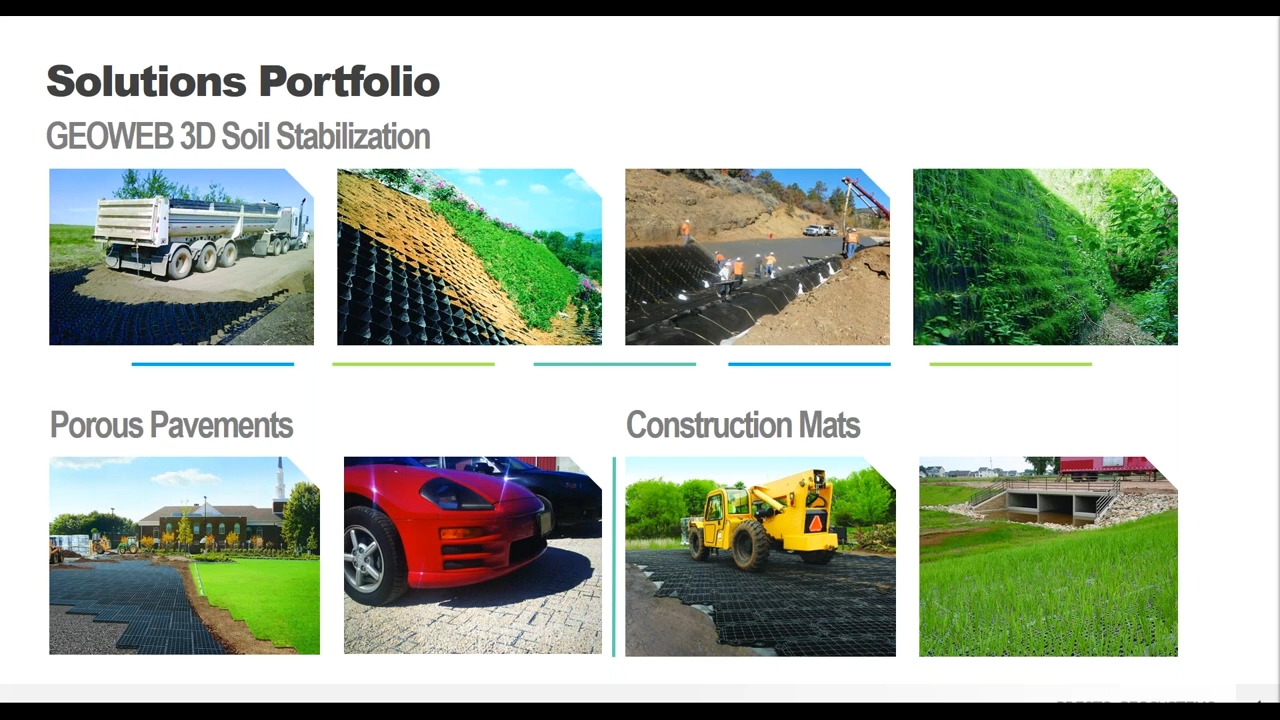 Solutions Portfolio
GEOWEB 3D Soil Stabilization
Porous Pavements
Construction Mats